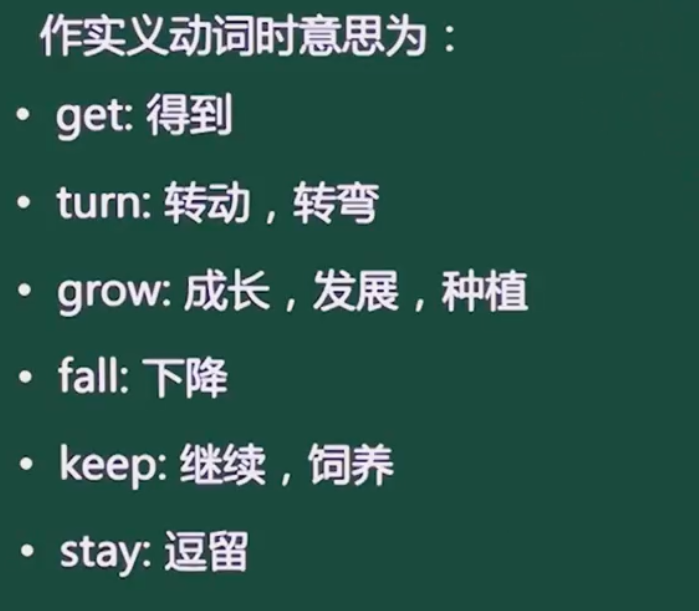 作实义动词时意思为：
• get: 得到
• turn: 转动，转弯
• grow: 成长，发展，种植
• fall: 下降
• keep: 继续，饲养
• stay: 逗留